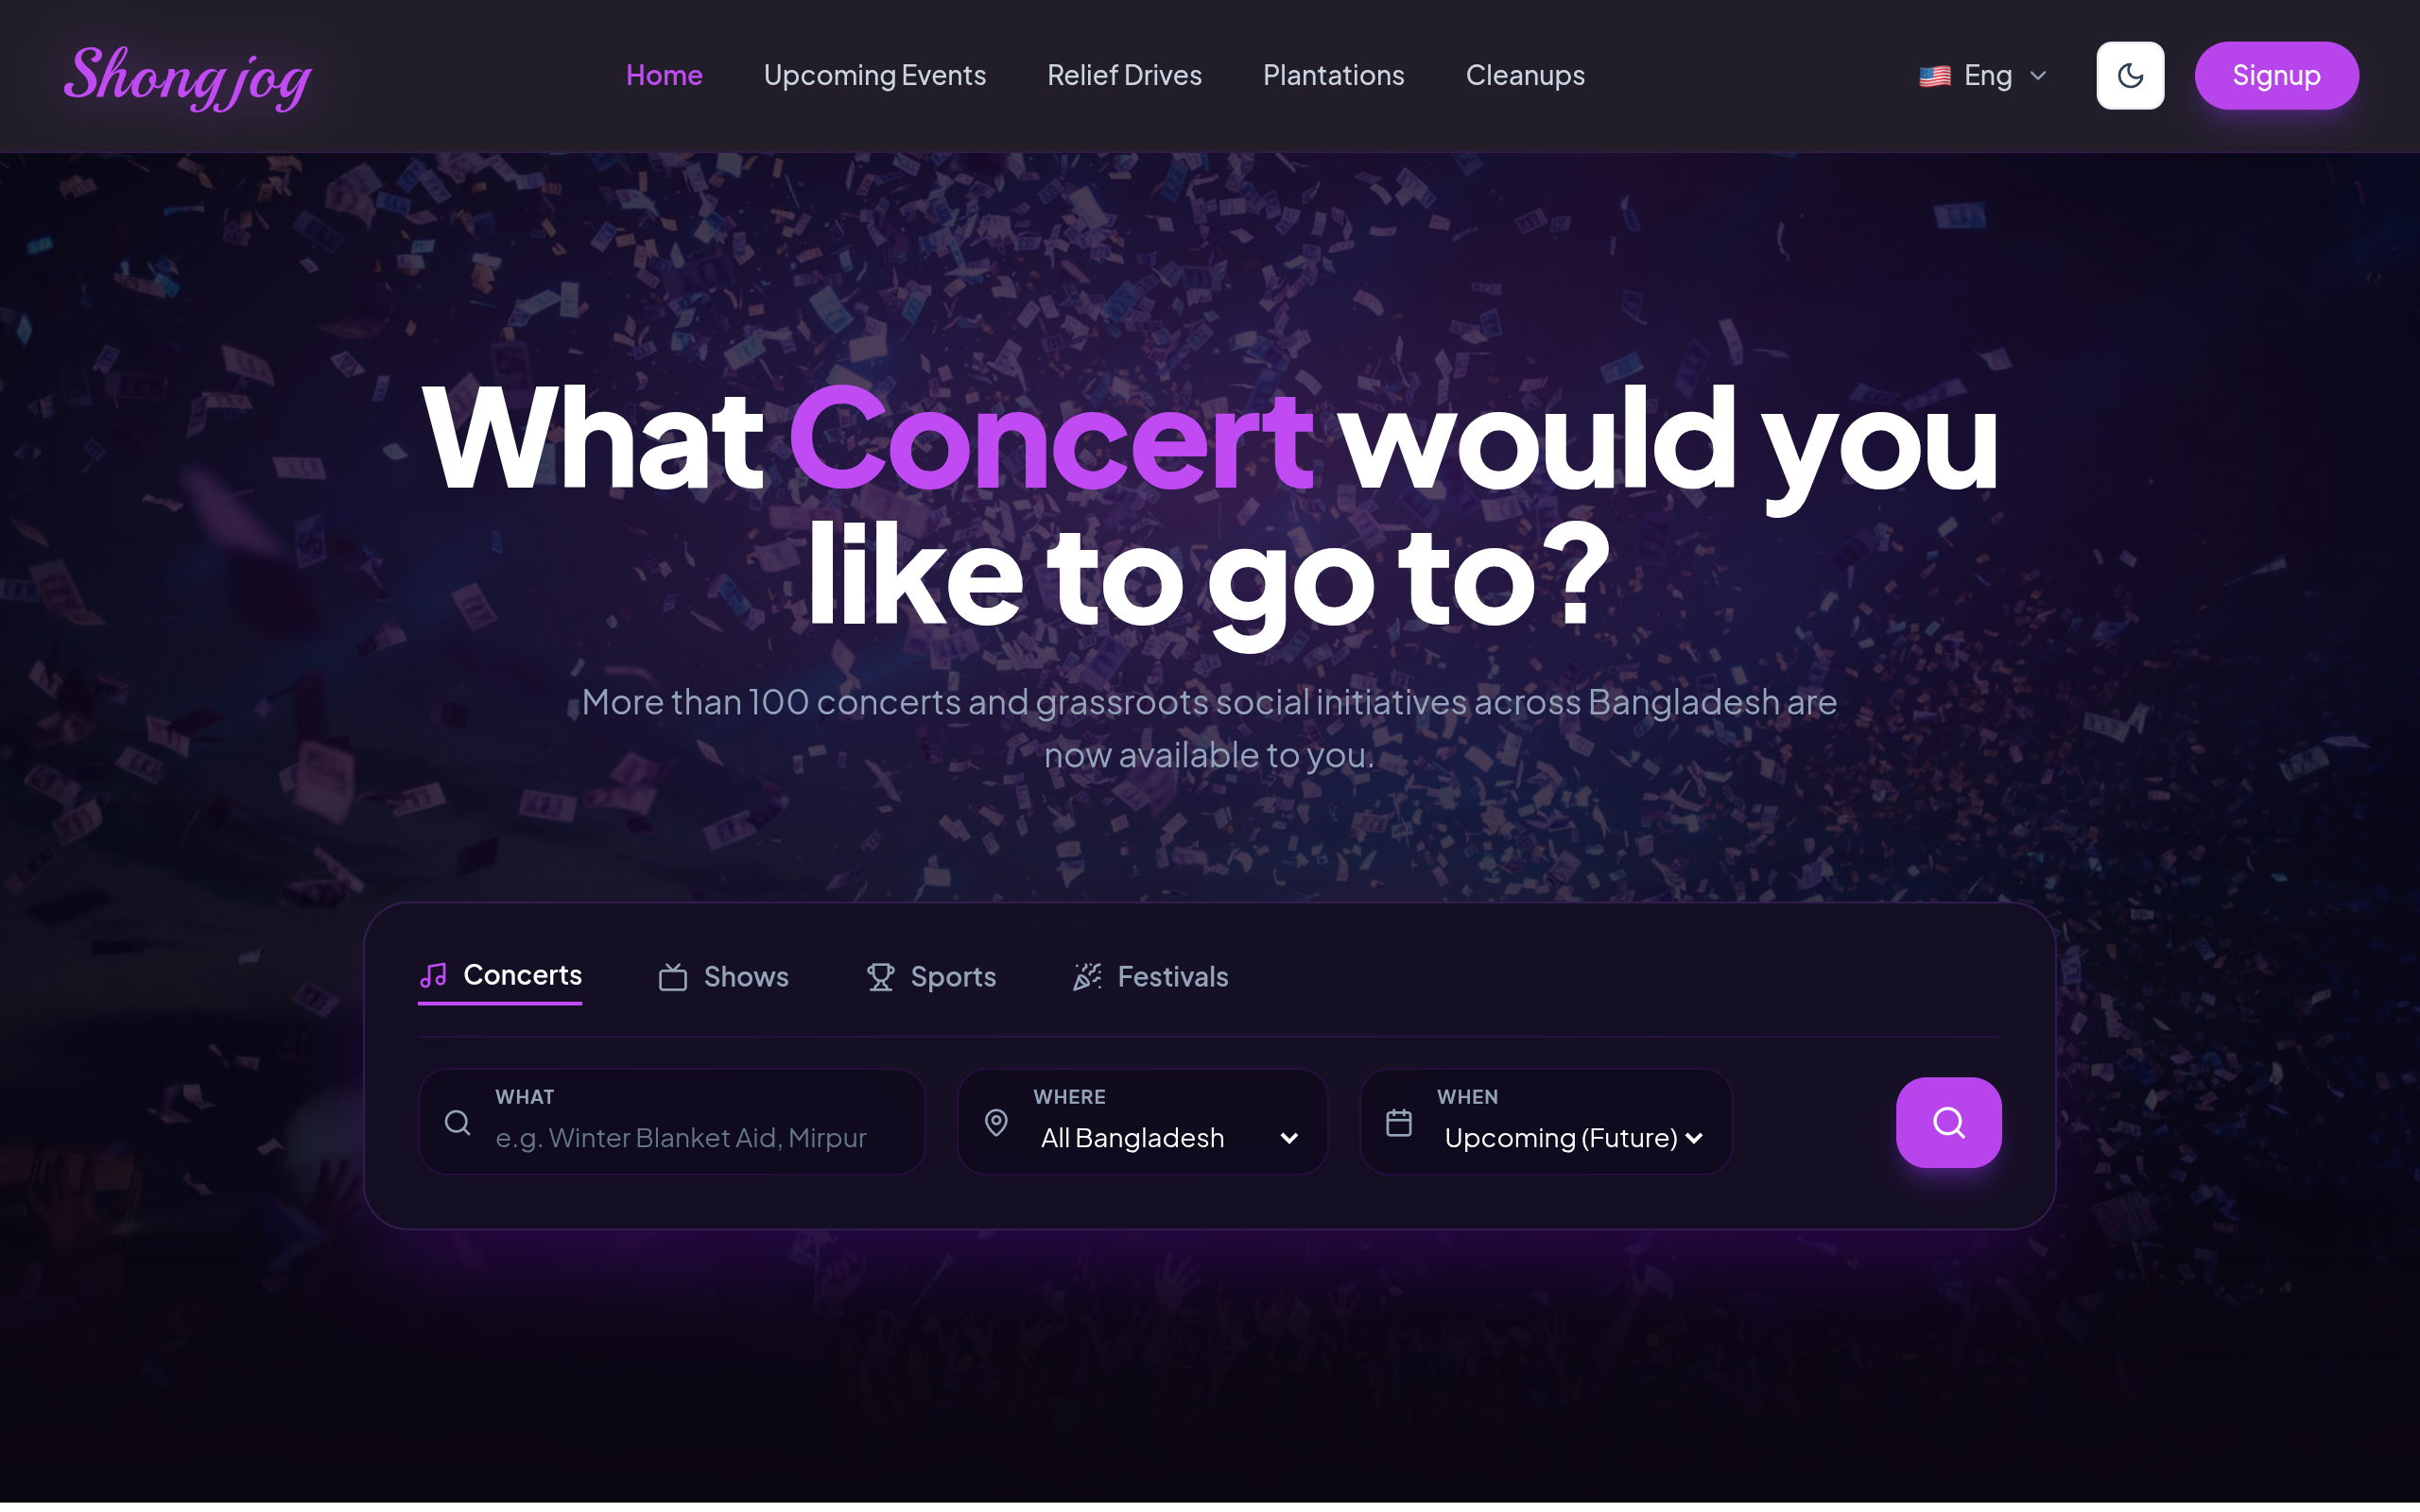 Shongjog
Home
Upcoming Events
Relief Drives
Plantations
Cleanups
Eng
Signup
What Concert would you
like to go to?
More than 100 concerts and grassroots social initiatives across Bangladesh are
now available to you.
Concerts
Shows
Sports
Festivals
WHAT
e.g. Winter Blanket Aid, Mirpur
WHERE
All Bangladesh
WHEN
Upcoming (Future)